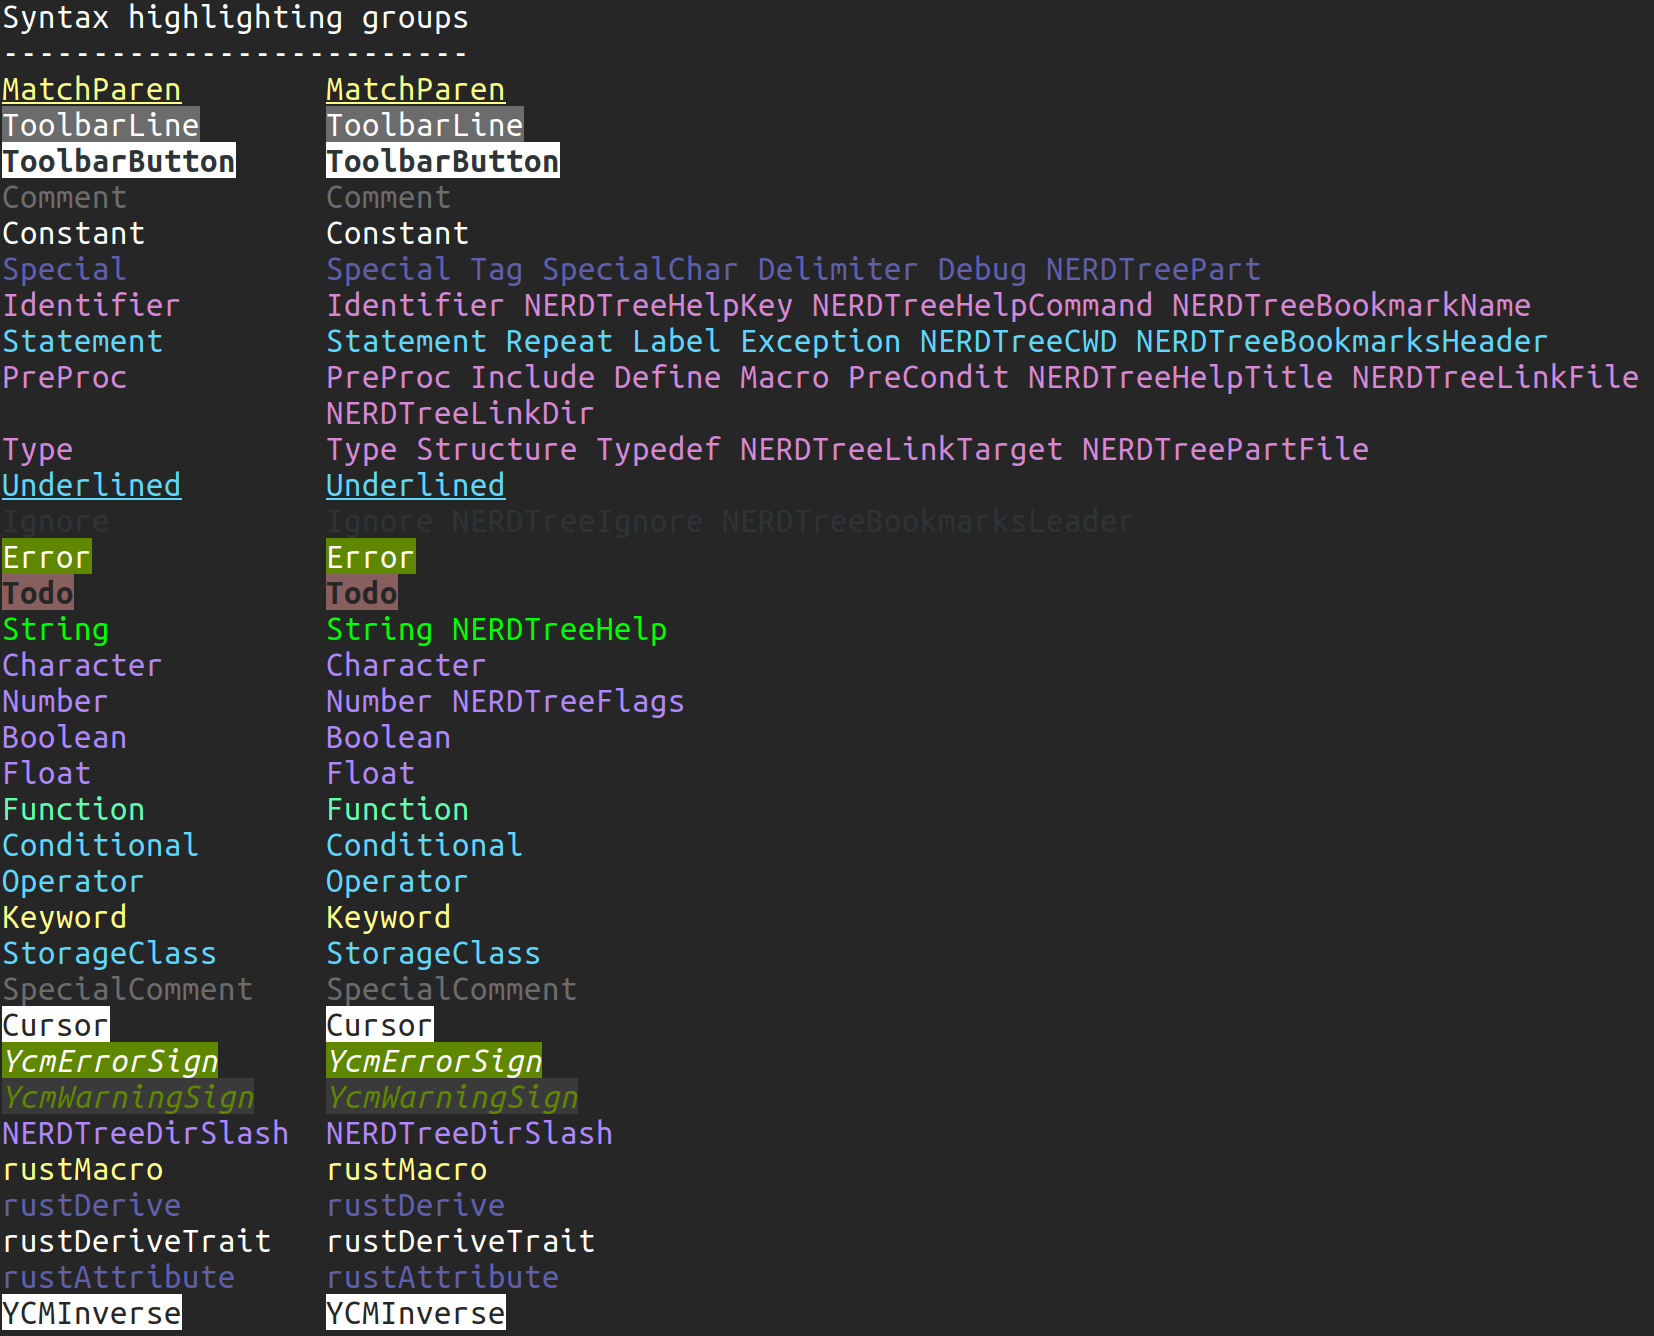 Syntax highlighting groups
--------------------------
MatchParen MatchParen
ToolbarLine ToolbarLine
ToolbarButton ToolbarButton
Comment Comment
Constant Constant
Special Special Tag SpecialChar Delimiter Debug NERDTreePart
Identifier Identifier NERDTreeHelpKey NERDTreeHelpCommand NERDTreeBookmarkName
Statement Statement Repeat Label Exception NERDTreeCWD NERDTreeBookmarksHeader
PreProc PreProc Include Define Macro PreCondit NERDTreeHelpTitle NERDTreeLinkFile
NERDTreeLinkDir
Type Type Structure Typedef NERDTreeLinkTarget NERDTreePartFile
Underlined Underlined
Ignore Ignore NERDTreeIgnore NERDTreeBookmarksLeader
Error Error
Todo Todo
String String NERDTreeHelp
Character Character
Number Number NERDTreeFlags
Boolean Boolean
Float Float
Function Function
Conditional Conditional
Operator Operator
Keyword Keyword
StorageClass StorageClass
SpecialComment SpecialComment
Cursor Cursor
YcmErrorSign YcmErrorSign
YcmWarningSign YcmWarningSign
NERDTreeDirSlash NERDTreeDirSlash
rustMacro rustMacro
rustDerive rustDerive
rustDeriveTrait rustDeriveTrait
rustAttribute rustAttribute
YCMInverse YCMInverse